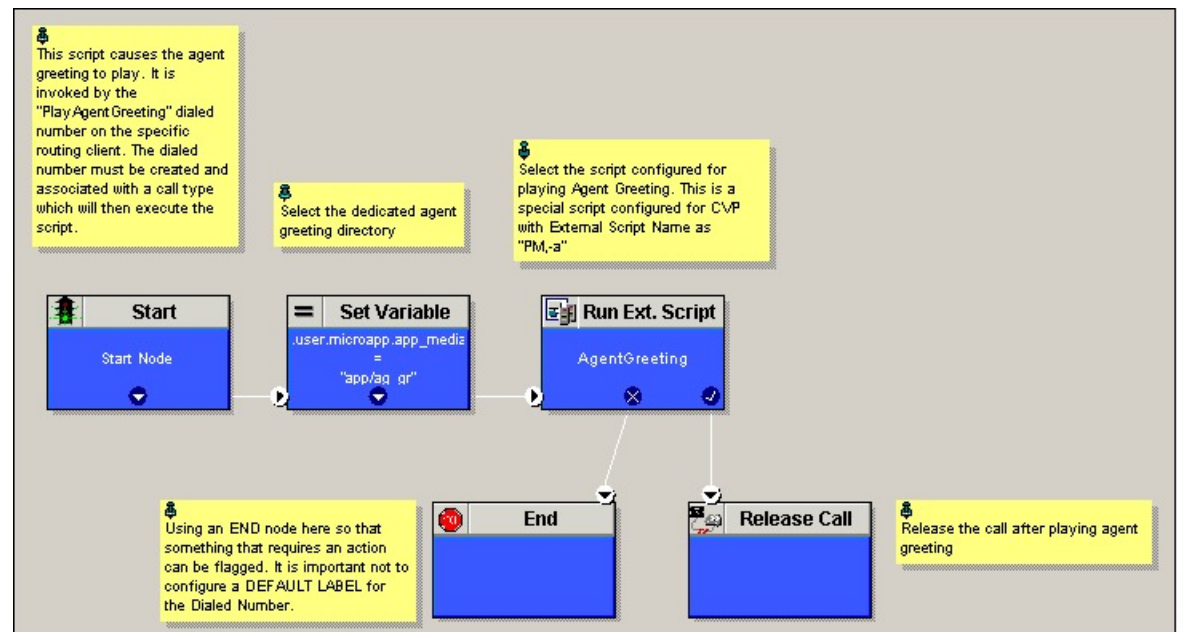 This script causes the agent
greeting to play. It is
invoked by the
"PlayAgentGreeting" dialed
number on the specific
routing client. The dialed
number must be created and
associated with a call type
which will then execute the
script.
Select the dedicated agent
greeting directory
Select the script configured for
playing Agent Greeting. This is a
special script configured for CVP
with External Script Name as
"PM,-a"
Start
Start Node
= Set Variable
.user.microapp.app_media
=
"app/ag_gr"
Run Ext. Script
AgentGreeting
Using an END node here so that
something that requires an action
can be flagged. It is important not to
configure a DEFAULT LABEL for
the Dialed Number.
End
Release Call
Release the call after playing agent
greeting